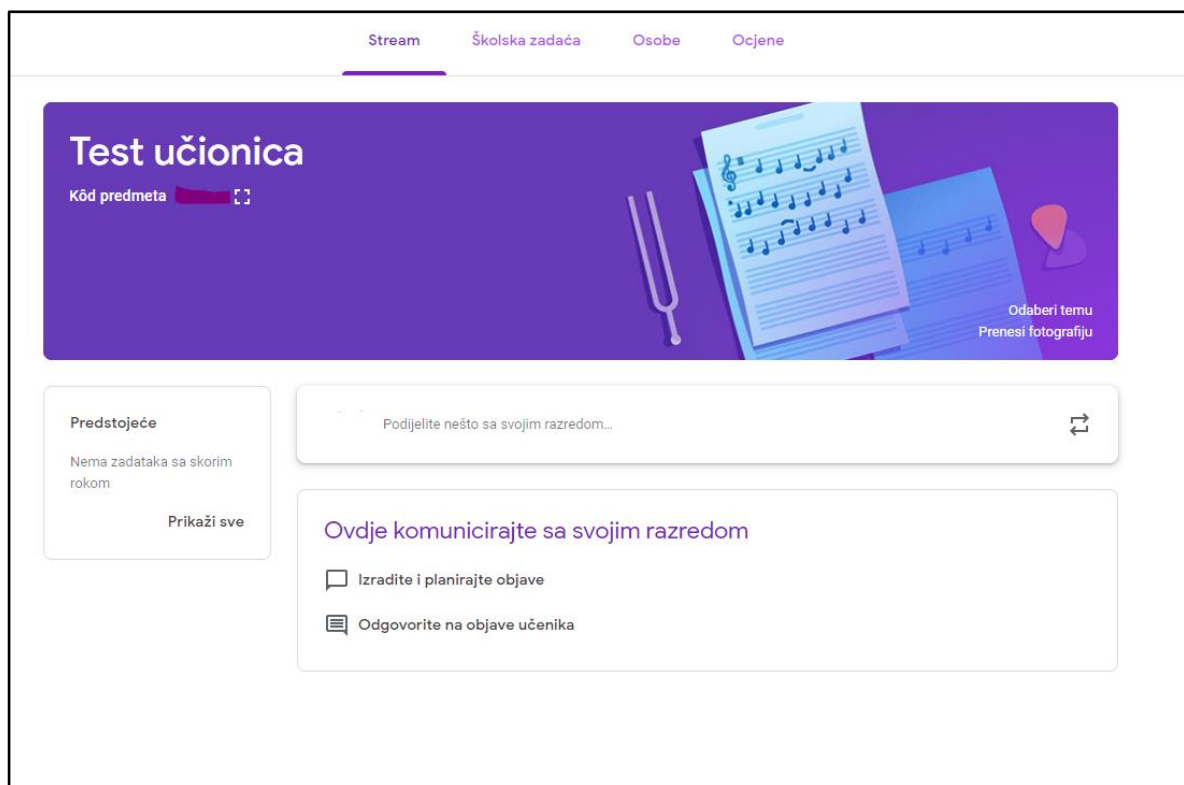 Stream Školska zadaća Osobe Ocjene
Test učionica
Kôd predmeta
Odaberi temu
Prenesi fotografiju
Predstojeće
Nema zadataka sa skorim
rokom
Prikaži sve
Podijelite nešto sa svojim razredom...
Ovdje komunicirajte sa svojim razredom
Izradite i planirajte objave
Odgovorite na objave učenika